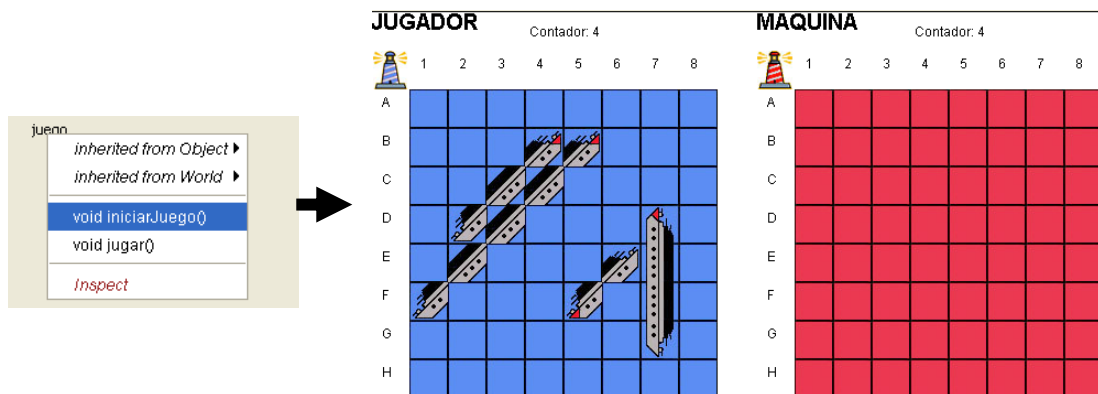 juego
inherited from Object
inherited from World
void iniciarJuego()
void jugar()
Inspect
JUGADOR
Contador: 4
1 2 3 4 5 6 7 8
A
B
C
D
E
F
G
H
MAQUINA
Contador: 4
1 2 3 4 5 6 7 8
A
B
C
D
E
F
G
H